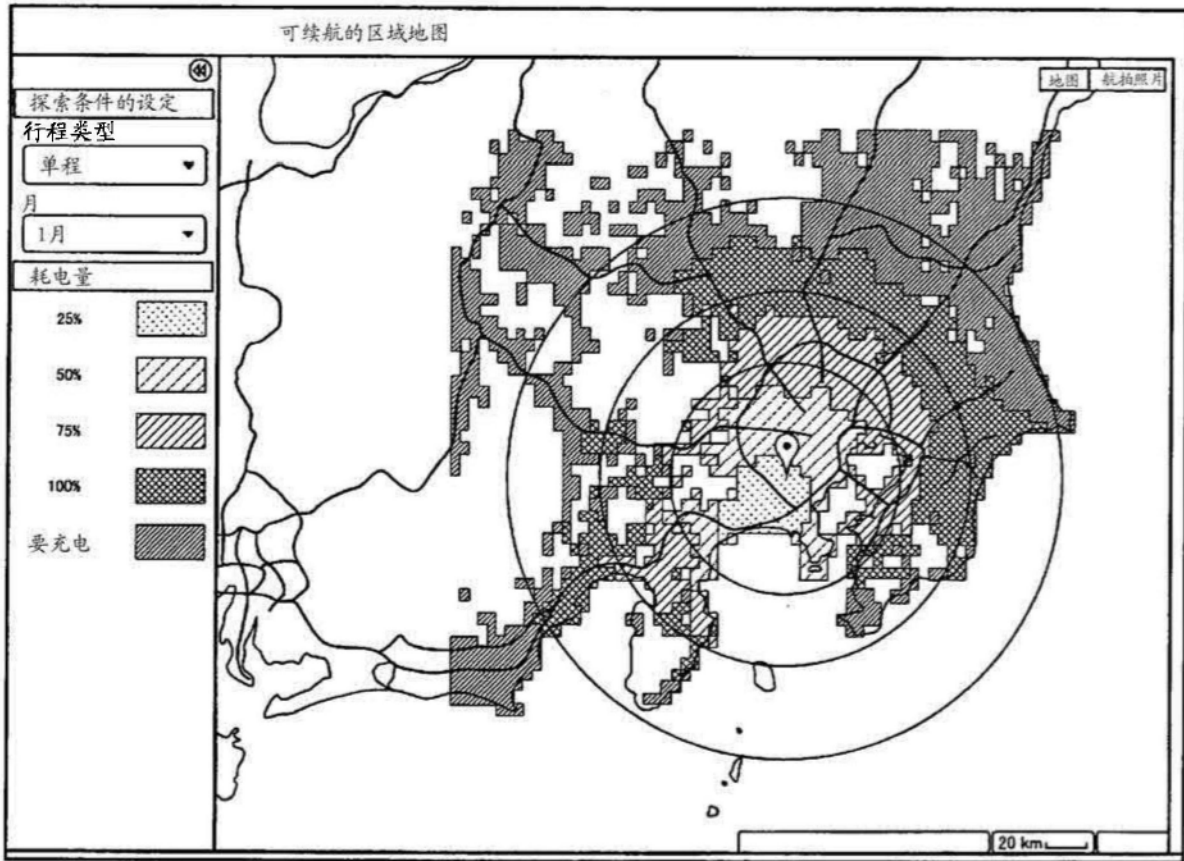 可续航的区域地图
探索条件的设定
行程类型
单程
月
1月
耗电量
25%
50%
75%
100%
要充电
地图
航拍照片
20 km